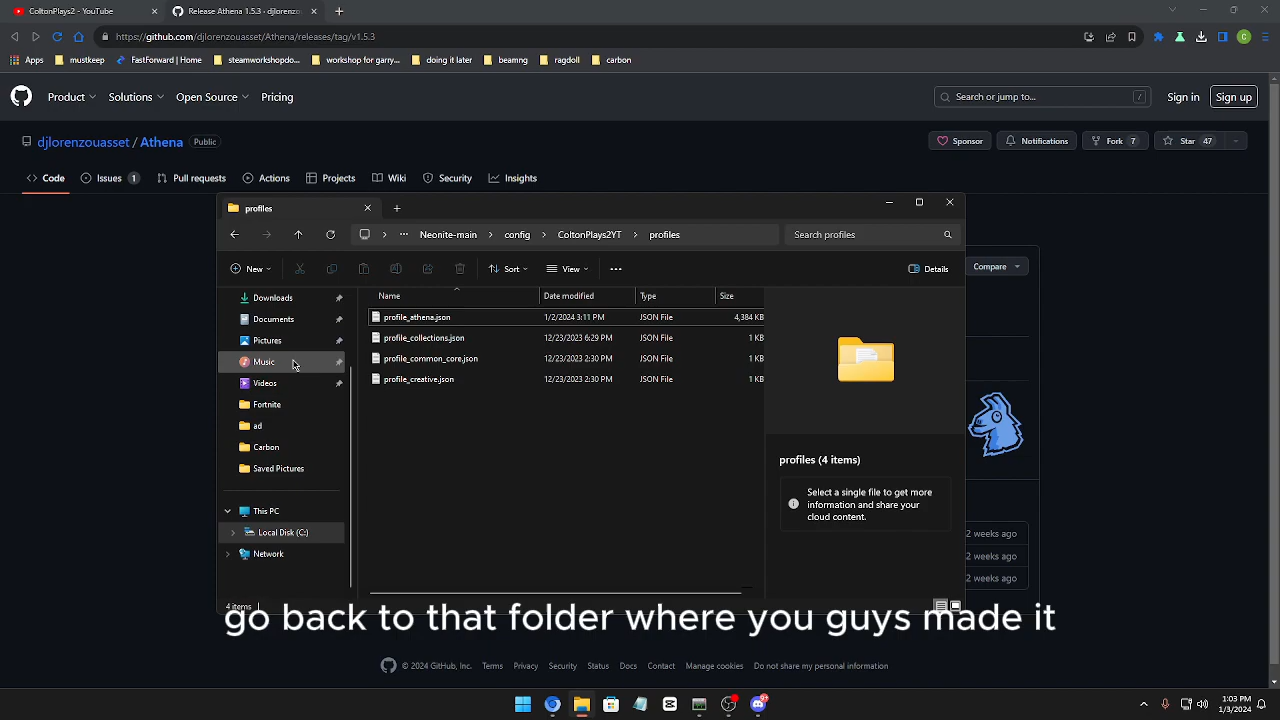 ColtonPlays2 - YouTube
Release Athena 1.5.3 · djlorenzo
https://github.com/djlorenzouasset/Athena/releases/tag/v1.5.3
Apps mustkeep FastForward | Home steamworkshopdo... workshop for garry,... doing it later beamng ragdoll carbon
Product Solutions Open Source Pricing Search or jump to... / Sign in Sign up
djlorenzouasset / Athena Public Sponsor Notifications Fork 7 Star 47
Code Issues 1 Pull requests Actions Projects Wiki Security Insights
profiles
Neonite-main > config > ColtonPlays2YT > profiles Search profiles
New Sort View ... Details
Compare
Name Date modified Type Size
Downloads
Documents
Pictures
Music
Videos
Fortnite
ad
Carbon
Saved Pictures
This PC
Local Disk (C:)
Network
profile_athena.json 1/2/2024 3:11 PM JSON File 4,384 KB
profile_collections.json 12/23/2023 6:29 PM JSON File 1 KB
profile_common_core.json 12/23/2023 2:30 PM JSON File 1 KB
profile_creative.json 12/23/2023 2:30 PM JSON File 1 KB
profiles (4 items)
Select a single file to get more
information and share your
cloud content.
2 weeks ago
2 weeks ago
2 weeks ago
4 items
go back to that folder where you guys made it
© 2024 GitHub, Inc. Terms Privacy Security Status Docs Contact Manage cookies Do not share my personal information
1:03 PM
1/3/2024